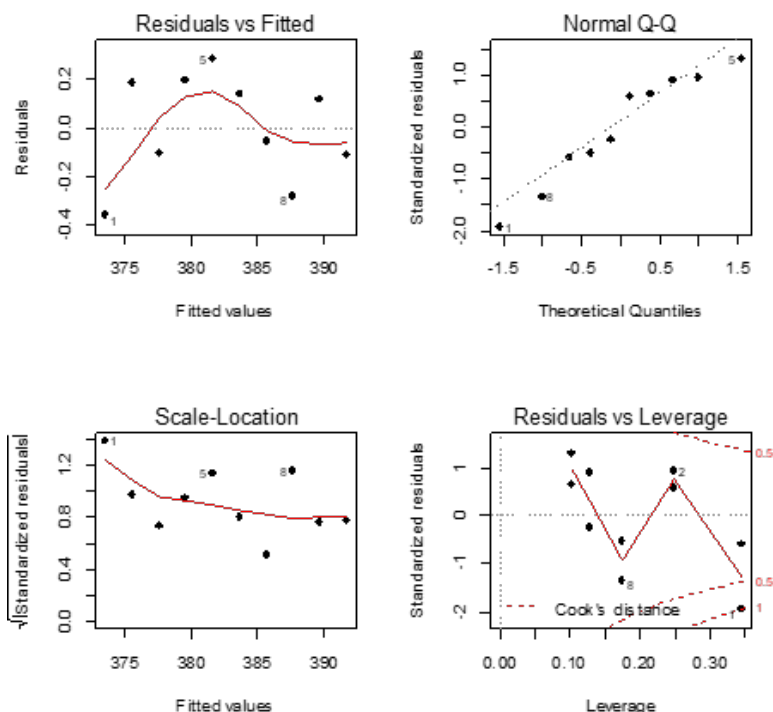 Residuals vs Fitted
Residuals
0.2
0.0
-0.2
-0.4
5
1
8
375 380 385 390
Fitted values
Normal Q-Q
Standardized residuals
1.0
0.0
-1.0
-2.0
5
8
1
-1.5 -0.5 0.5 1.5
Theoretical Quantiles
Scale-Location
√|Standardized residuals|
1.2
0.8
0.4
0.0
1
5
8
375 380 385 390
Fitted values
Residuals vs Leverage
Standardized residuals
1
0
-1
-2
0.5
2
8
0.5
1
1
Cook's distance
0.00 0.10 0.20 0.30
Leverage